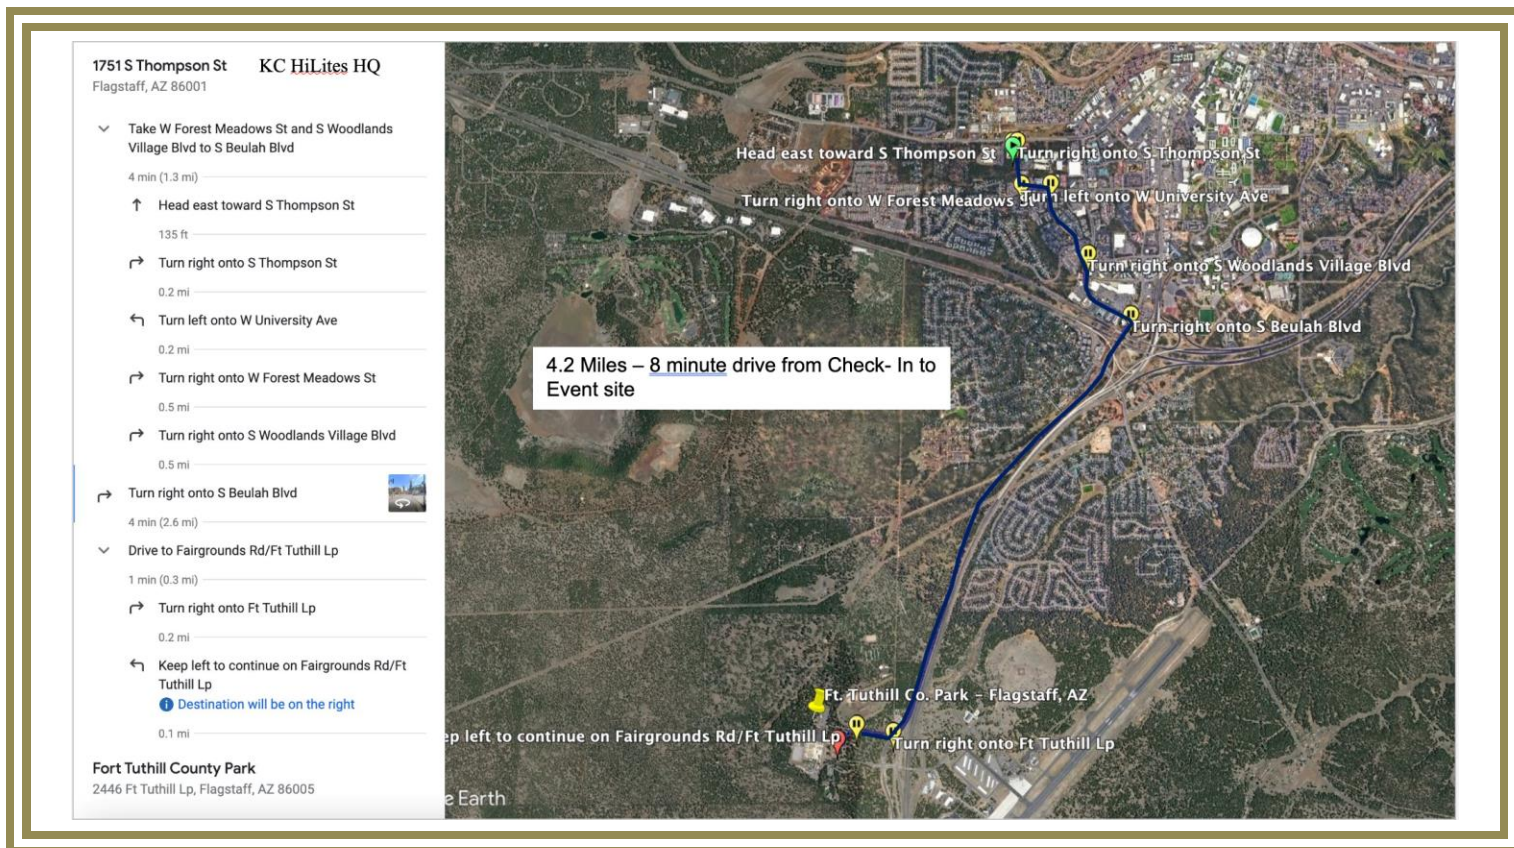 1751 S Thompson St KC HiLites HQ
Flagstaff, AZ 86001
Take W Forest Meadows St and S Woodlands
Village Blvd to S Beulah Blvd
4 min (1.3 mi)
Head east toward S Thompson St
135 ft
Turn right onto S Thompson St
0.2 mi
Turn left onto W University Ave
0.2 mi
Turn right onto W Forest Meadows St
0.5 mi
Turn right onto S Woodlands Village Blvd
0.5 mi
Turn right onto S Beulah Blvd
4 min (2.6 mi)
Drive to Fairgrounds Rd/Ft Tuthill Lp
1 min (0.3 mi)
Turn right onto Ft Tuthill Lp
0.2 mi
Keep left to continue on Fairgrounds Rd/Ft
Tuthill Lp
Destination will be on the right
0.1 mi
Fort Tuthill County Park
2446 Ft Tuthill Lp, Flagstaff, AZ 86005
Head east toward S Thompson St
Turn right onto S Thompson St
Turn right onto W Forest Meadows
Turn left onto W University Ave
Turn right onto S Woodlands Village Blvd
Turn right onto S Beulah Blvd
4.2 Miles – 8 minute drive from Check- In to
Event site
Ft. Tuthill Co. Park – Flagstaff, AZ
ep left to continue on Fairgrounds Rd/Ft Tuthill Lp
Turn right onto Ft Tuthill Lp
e Earth